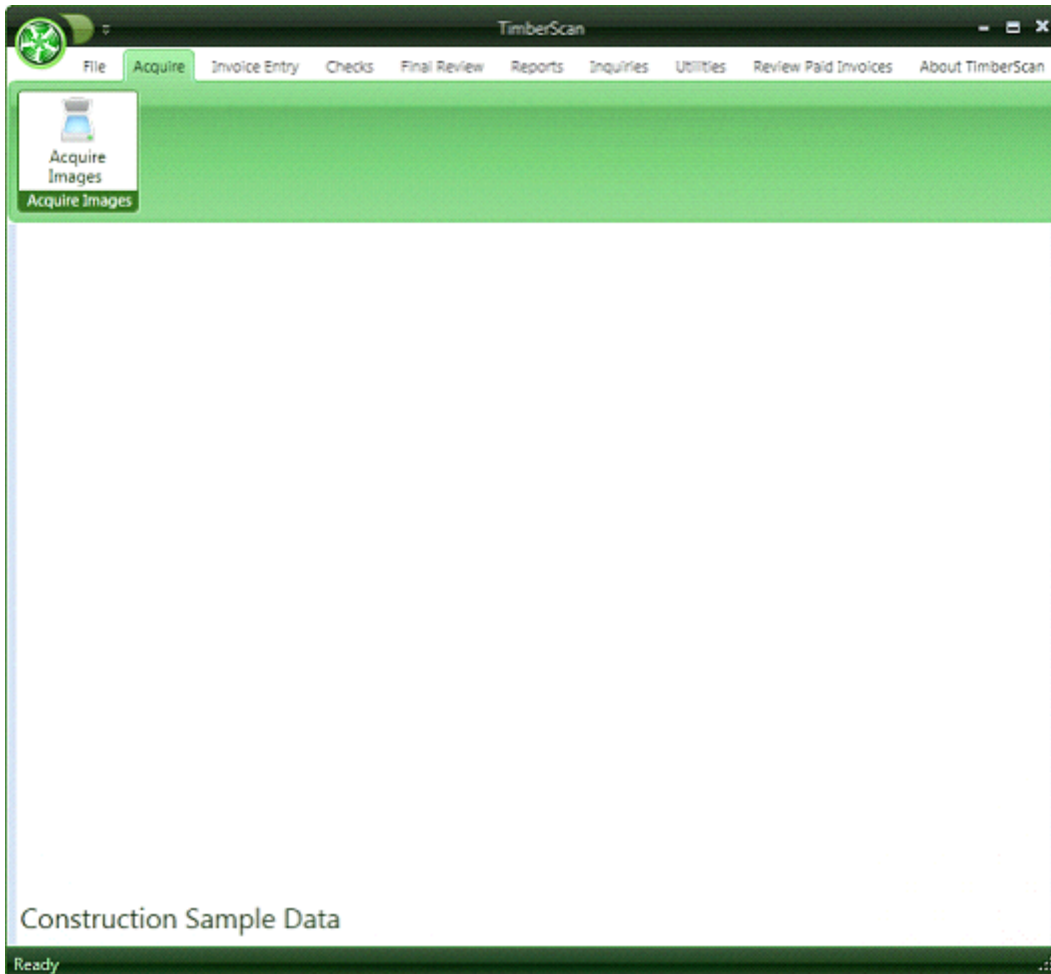 TimberScan
File Acquire Invoice Entry Checks Final Review Reports Inquiries Utilities Review Paid Invoices About TimberScan
Acquire
Images
Acquire Images
Construction Sample Data
Ready